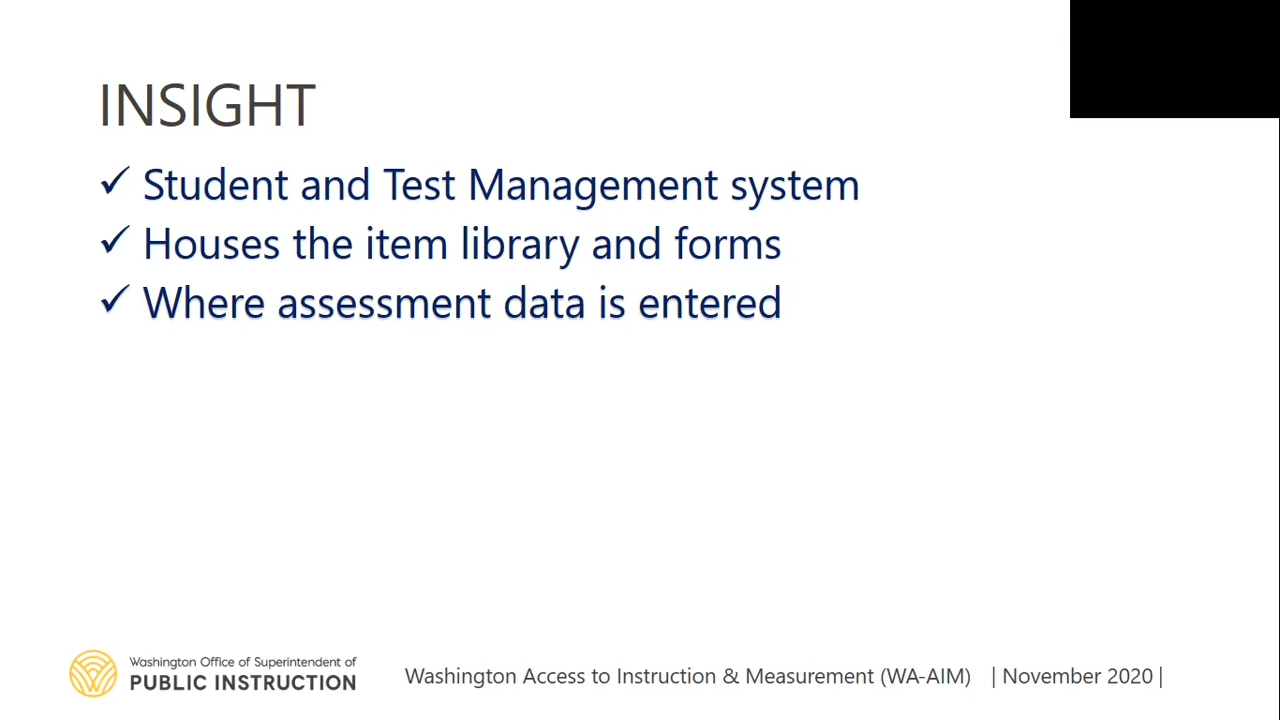 INSIGHT
✓ Student and Test Management system
✓ Houses the item library and forms
✓ Where assessment data is entered
Washington Office of Superintendent of
PUBLIC INSTRUCTION
Washington Access to Instruction & Measurement (WA-AIM) | November 2020 |